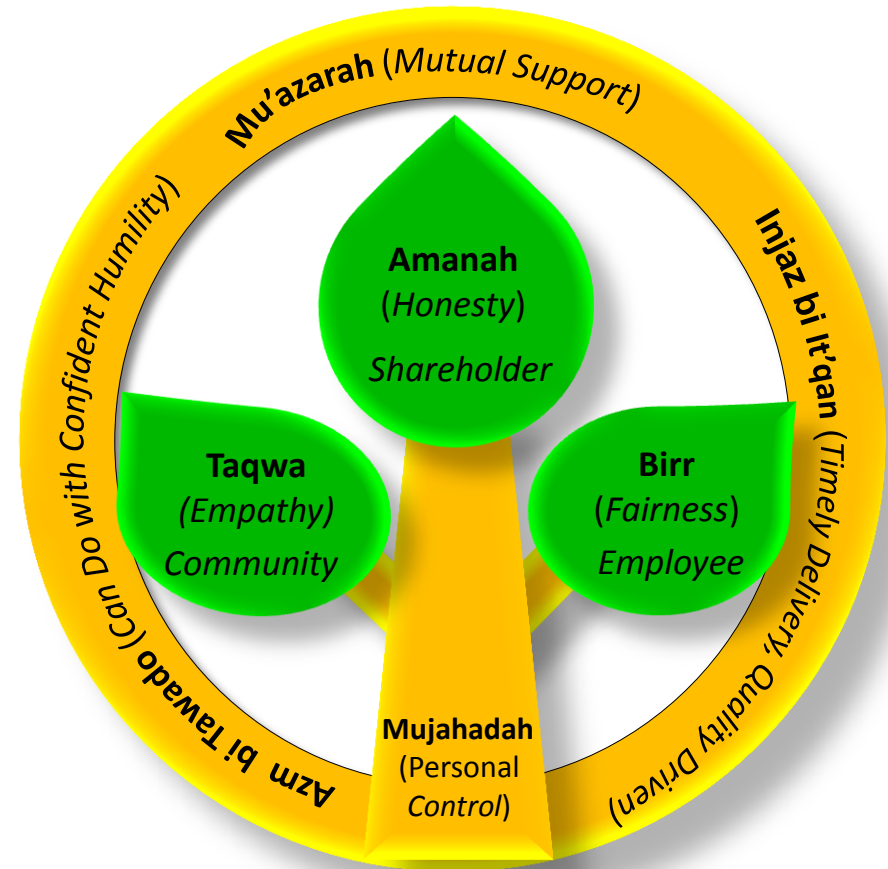 Mu’azarah (Mutual Support)
Injaz bi It’qan (Timely Delivery, Quality Driven)
Azm bi Tawado (Can Do with Confident Humility)
Amanah
(Honesty)
Shareholder
Taqwa
(Empathy)
Community
Birr
(Fairness)
Employee
Mujahadah
(Personal
Control)